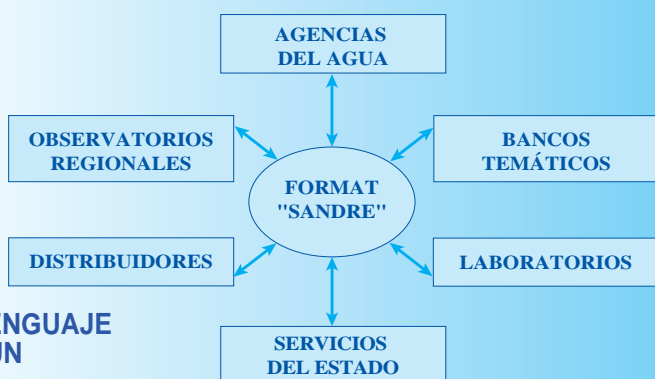 AGENCIAS
DEL AGUA
OBSERVATORIOS
REGIONALES
BANCOS
TEMÁTICOS
FORMAT
"SANDRE"
DISTRIBUIDORES
LABORATORIOS
SERVICIOS
DEL ESTADO